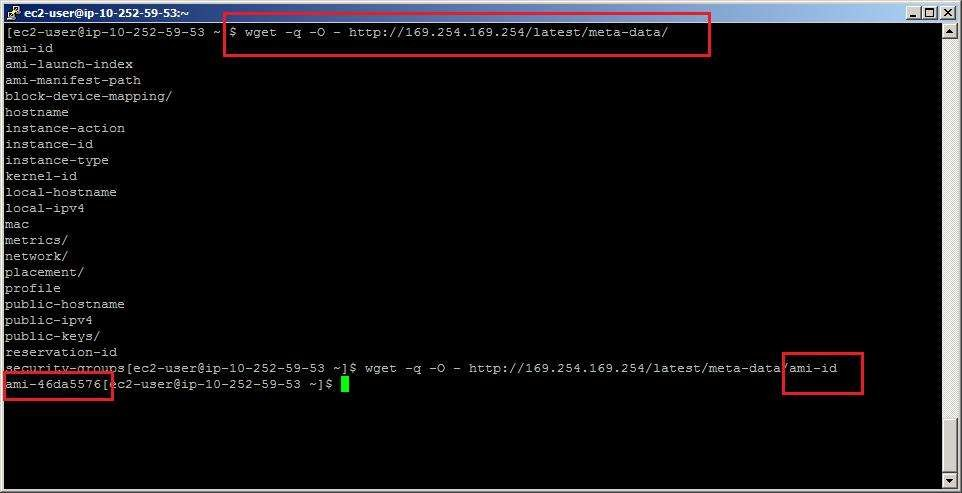 ec2-user@ip-10-252-59-53:~
[ec2-user@ip-10-252-59-53 ~ $ wget -q -O - http://169.254.169.254/latest/meta-data/
ami-id
ami-launch-index
ami-manifest-path
block-device-mapping/
hostname
instance-action
instance-id
instance-type
kernel-id
local-hostname
local-ipv4
mac
metrics/
network/
placement/
profile
public-hostname
public-ipv4
public-keys/
reservation-id
security-groups[ec2-user@ip-10-252-59-53 ~]$ wget -q -O - http://169.254.169.254/latest/meta-data/ami-id
ami-46da5576[ec2-user@ip-10-252-59-53 ~]$